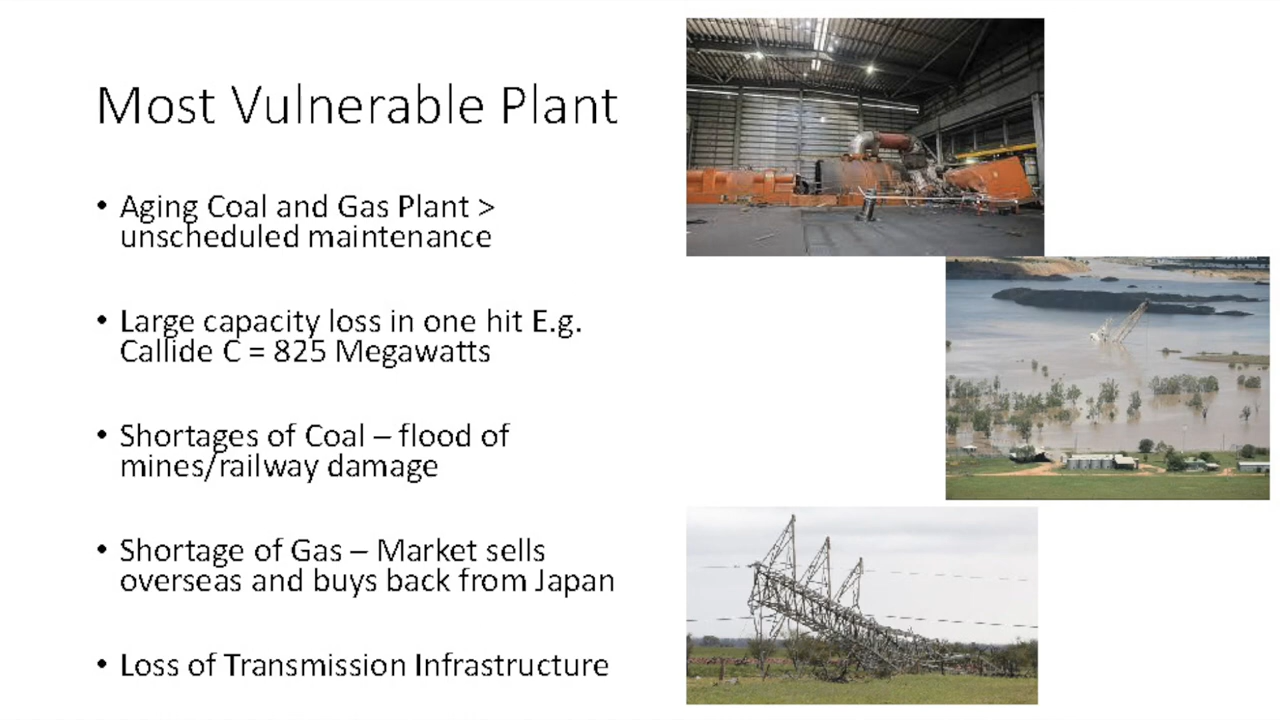 Most Vulnerable Plant
• Aging Coal and Gas Plant >
unscheduled maintenance
• Large capacity loss in one hit E.g.
Callide C = 825 Megawatts
• Shortages of Coal – flood of
mines/railway damage
• Shortage of Gas – Market sells
overseas and buys back from Japan
• Loss of Transmission Infrastructure